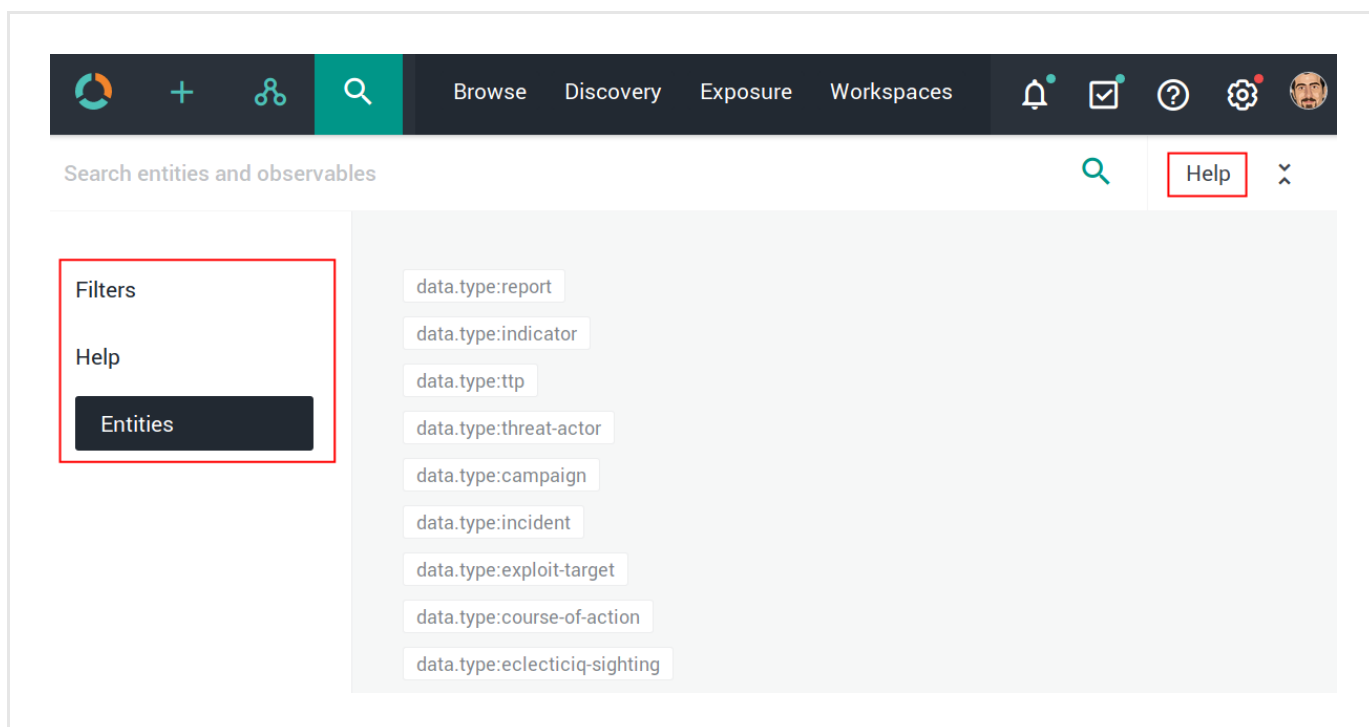 Browse Discovery Exposure Workspaces
Search entities and observables
Help
Filters
Help
Entities
data.type:report
data.type:indicator
data.type:ttp
data.type:threat-actor
data.type:campaign
data.type:incident
data.type:exploit-target
data.type:course-of-action
data.type:eclecticiq-sighting